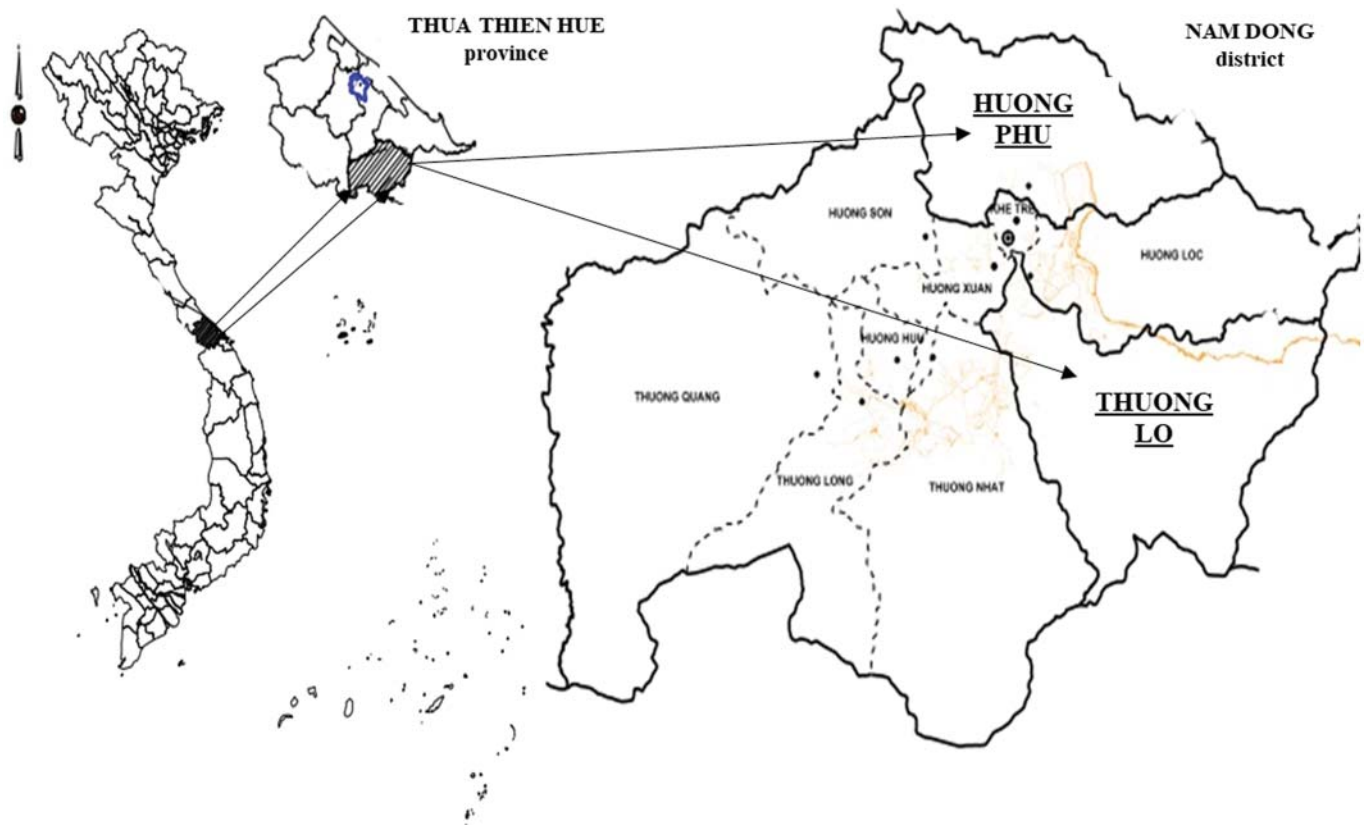 THUA THIEN HUE
province
NAM DONG
district
HUONG
PHU
KHE TRE
HUONG SON
HUONG LOC
HUONG XUAN
HUONG HUU
THUONG QUANG
THUONG
LO
THUONG LONG
THUONG NHAT